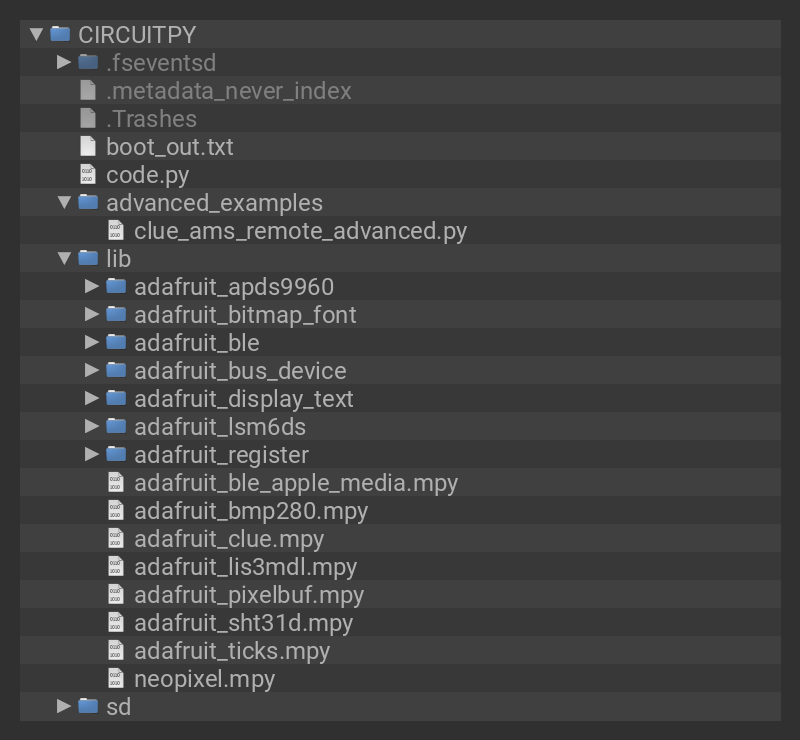 CIRCUITPY
.fseventsd
.metadata_never_index
.Trashes
boot_out.txt
code.py
advanced_examples
clue_ams_remote_advanced.py
lib
adafruit_apds9960
adafruit_bitmap_font
adafruit_ble
adafruit_bus_device
adafruit_display_text
adafruit_lsm6ds
adafruit_register
adafruit_ble_apple_media.mpy
adafruit_bmp280.mpy
adafruit_clue.mpy
adafruit_lis3mdl.mpy
adafruit_pixelbuf.mpy
adafruit_sht31d.mpy
adafruit_ticks.mpy
neopixel.mpy
sd